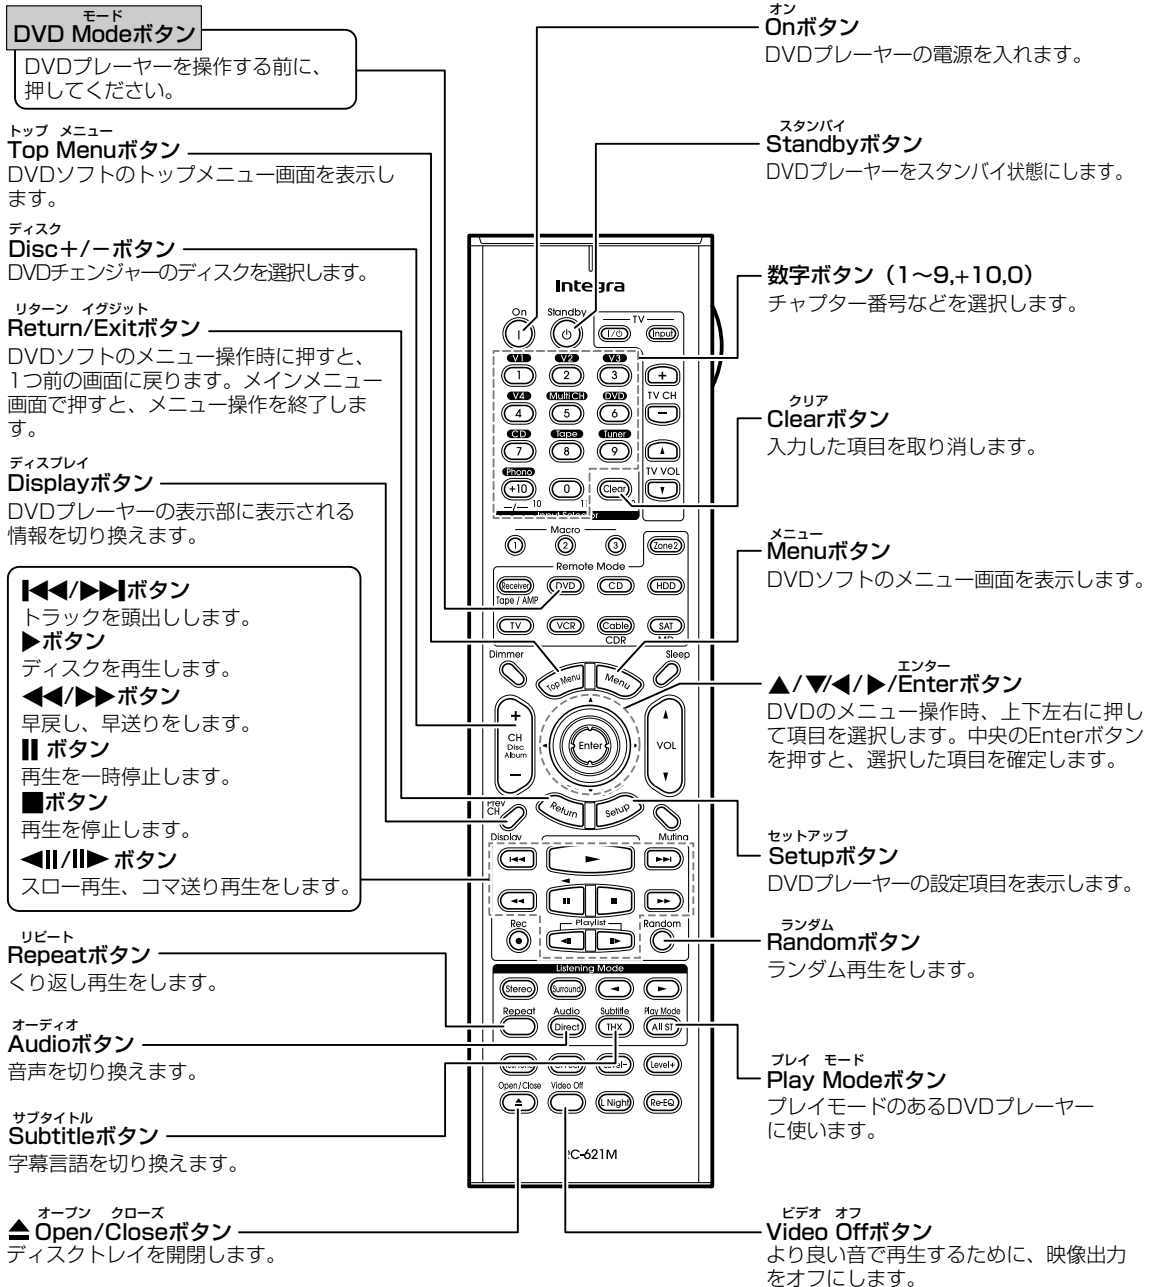 モード
DVD Modeボタン
DVDプレーヤーを操作する前に、
押してください。
トップ メニュー
Top Menuボタン
DVDソフトのトップメニュー画面を表示し
ます。
ディスク
Disc＋/－ボタン
DVDチェンジャーのディスクを選択します。
リターン イグジット
Return/Exitボタン
DVDソフトのメニュー操作時に押すと、
1つ前の画面に戻ります。メインメニュー
画面で押すと、メニュー操作を終了しま
す。
ディスプレイ
Displayボタン
DVDプレーヤーの表示部に表示される
情報を切り換えます。
|◀◀/▶▶|ボタン
トラックを頭出しします。
▶ボタン
ディスクを再生します。
◀◀/▶▶ボタン
早戻し、早送りをします。
|| ボタン
再生を一時停止します。
■ボタン
再生を停止します。
◀||/||▶ ボタン
スロー再生、コマ送り再生をします。
リピート
Repeatボタン
くり返し再生をします。
オーディオ
Audioボタン
音声を切り換えます。
サブタイトル
Subtitleボタン
字幕言語を切り換えます。
オープン クローズ
⏏ Open/Closeボタン
ディスクトレイを開閉します。
Integra
On Standby TV
I/⏻ Input
V1 V2 V3
1 2 3 +
V4 Multi CH DVD TV CH
4 5 6 −
CD Tape Tuner
7 8 9 ▲
Phono TV VOL
+10 0 Clear ▼
-/-- 10
Macro
1 2 3 Zone2
Remote Mode
Receiver DVD CD HDD
Tape / AMP
TV VCR Cable SAT
CDR
Dimmer Sleep
Top Menu Menu
+
CH
Disc
Album
−
Enter
▲
VOL
▼
Prev
CH
Return Setup
Display Muting
|◀◀ ▶ ▶▶|
◀
◀◀ || ■ ▶▶
Rec Playlist Random
● ◀|| ||▶
Listening Mode
Stereo Surround ◀ ▶
Repeat Audio Subtitle Play Mode
Direct THX All ST
Level− Level+
Open/Close Video Off
⏏ L Night Re-EQ
C-621M
オン
Onボタン
DVDプレーヤーの電源を入れます。
スタンバイ
Standbyボタン
DVDプレーヤーをスタンバイ状態にします。
数字ボタン（1～9,+10,0）
チャプター番号などを選択します。
クリア
Clearボタン
入力した項目を取り消します。
メニュー
Menuボタン
DVDソフトのメニュー画面を表示します。
エンター
▲/▼/◀/▶/Enterボタン
DVDのメニュー操作時、上下左右に押し
て項目を選択します。中央のEnterボタン
を押すと、選択した項目を確定します。
セットアップ
Setupボタン
DVDプレーヤーの設定項目を表示します。
ランダム
Randomボタン
ランダム再生をします。
プレイ モード
Play Modeボタン
プレイモードのあるDVDプレーヤー
に使います。
ビデオ オフ
Video Offボタン
より良い音で再生するために、映像出力
をオフにします。